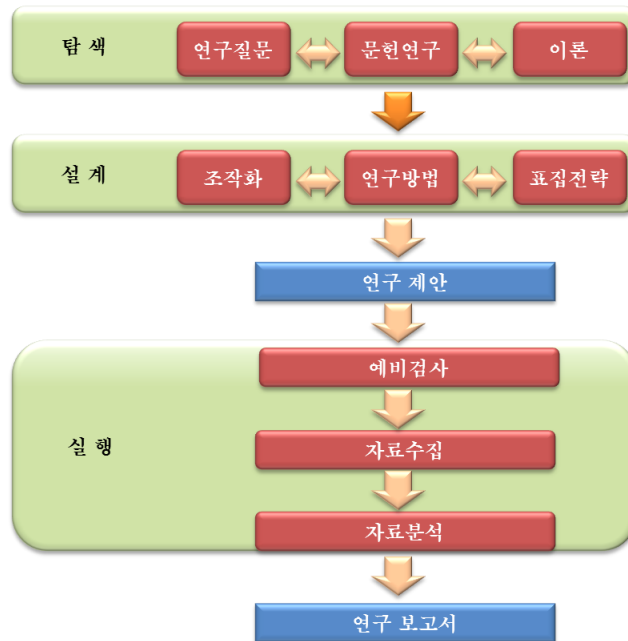 탐 색
연구질문
문헌연구
이론
설 계
조작화
연구방법
표집전략
연구 제안
예비검사
실 행
자료수집
자료분석
연구 보고서